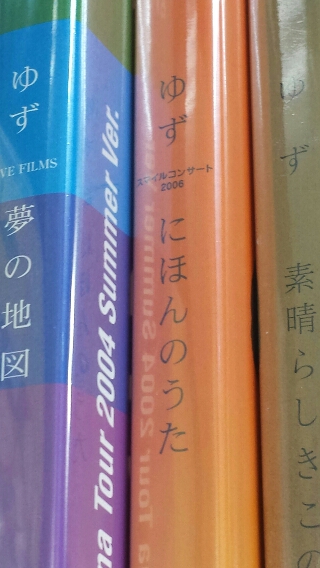 ゆず
VE FILMS
夢の地図
na Tour 2004 Summer Ver.
ゆず
スマイルコンサート
2006
にほんのうた
ゆず
素晴らしきこの